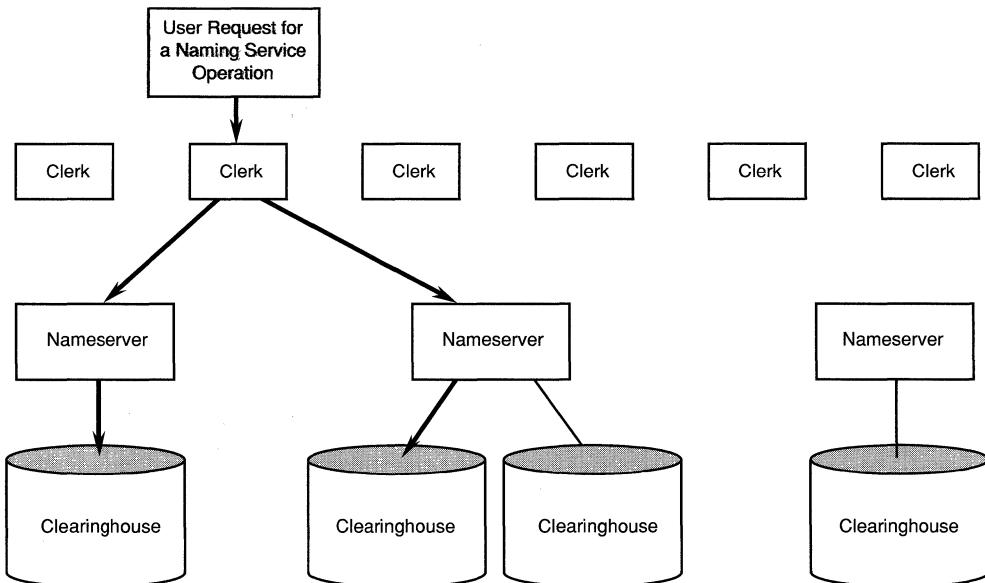 User Request for
a Naming Service
Operation
Clerk
Clerk
Clerk
Clerk
Clerk
Clerk
Nameserver
Nameserver
Nameserver
Clearinghouse
Clearinghouse
Clearinghouse
Clearinghouse